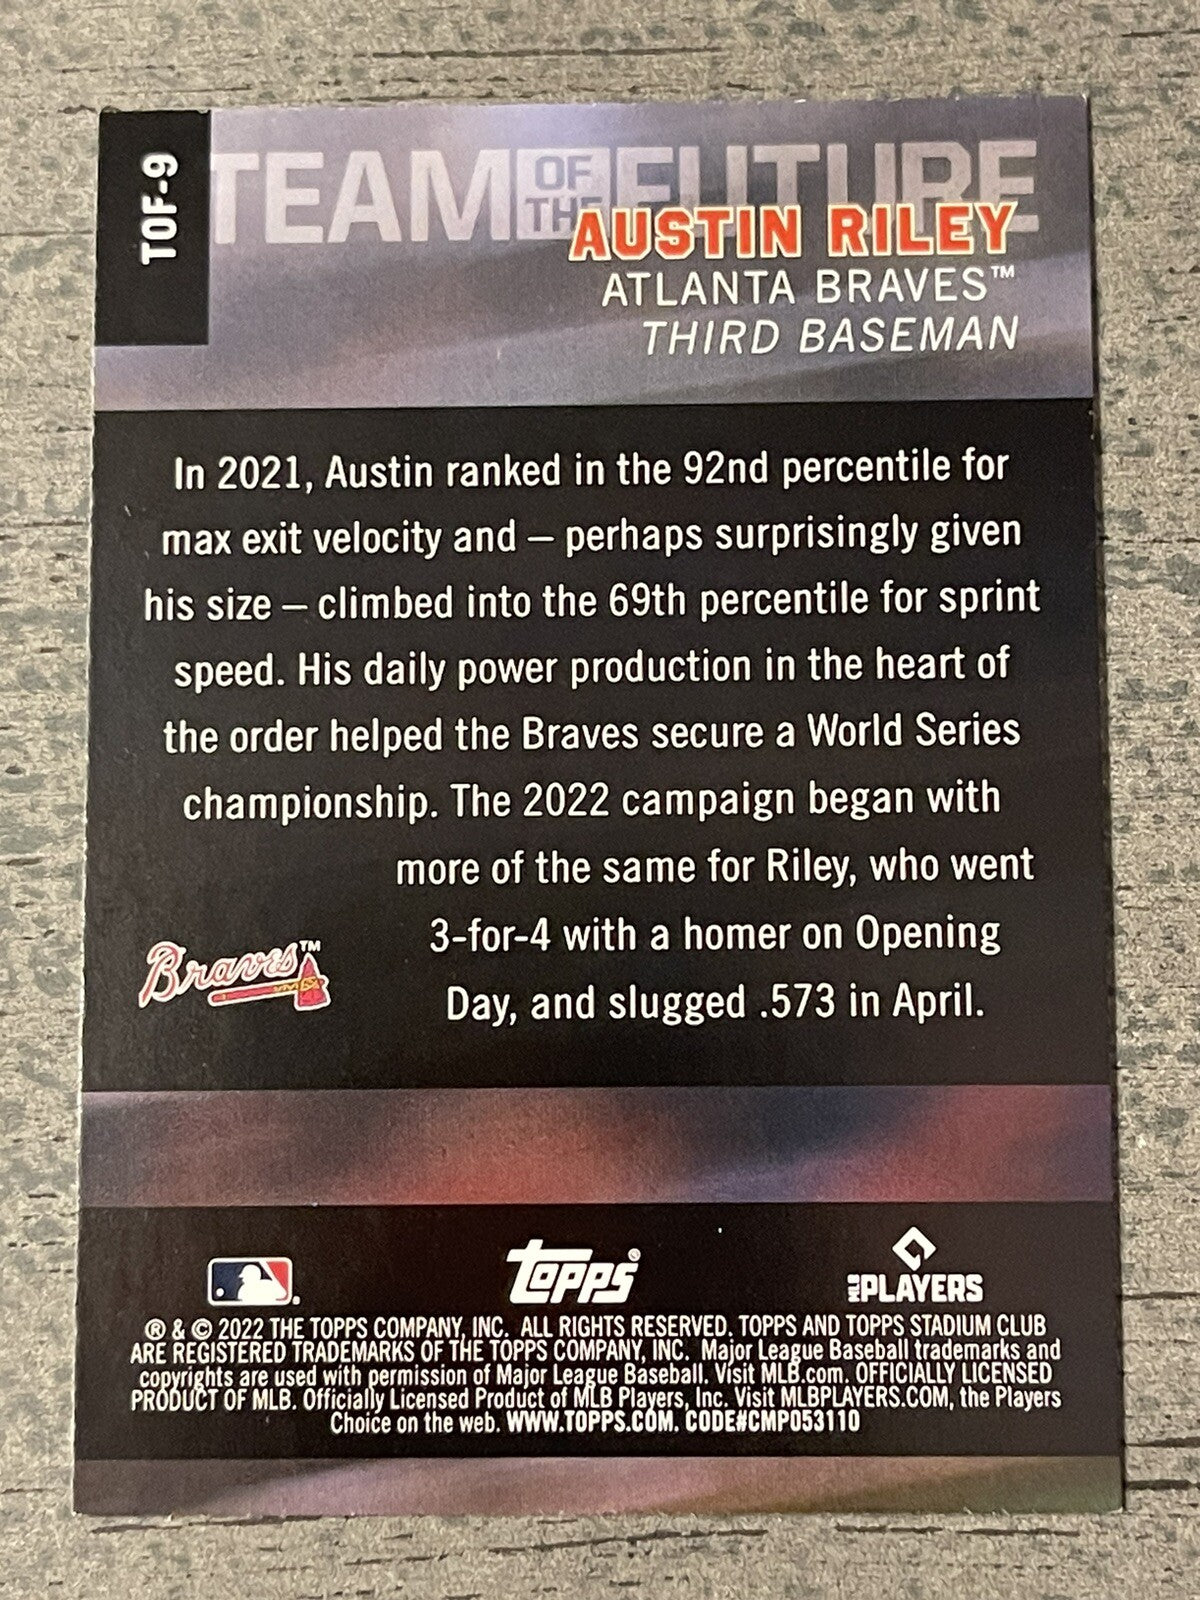 TOF-9
TEAM OF THE FUTURE
AUSTIN RILEY
ATLANTA BRAVES™
THIRD BASEMAN
In 2021, Austin ranked in the 92nd percentile for
max exit velocity and – perhaps surprisingly given
his size – climbed into the 69th percentile for sprint
speed. His daily power production in the heart of
the order helped the Braves secure a World Series
championship. The 2022 campaign began with
more of the same for Riley, who went
3-for-4 with a homer on Opening
Day, and slugged .573 in April.
Braves™
Topps®
MLB PLAYERS
® & © 2022 THE TOPPS COMPANY, INC. ALL RIGHTS RESERVED. TOPPS AND TOPPS STADIUM CLUB
ARE REGISTERED TRADEMARKS OF THE TOPPS COMPANY, INC. Major League Baseball trademarks and
copyrights are used with permission of Major League Baseball. Visit MLB.com. OFFICIALLY LICENSED
PRODUCT OF MLB. Officially Licensed Product of MLB Players, Inc. Visit MLBPLAYERS.COM, the Players
Choice on the web. WWW.TOPPS.COM. CODE#CMP053110